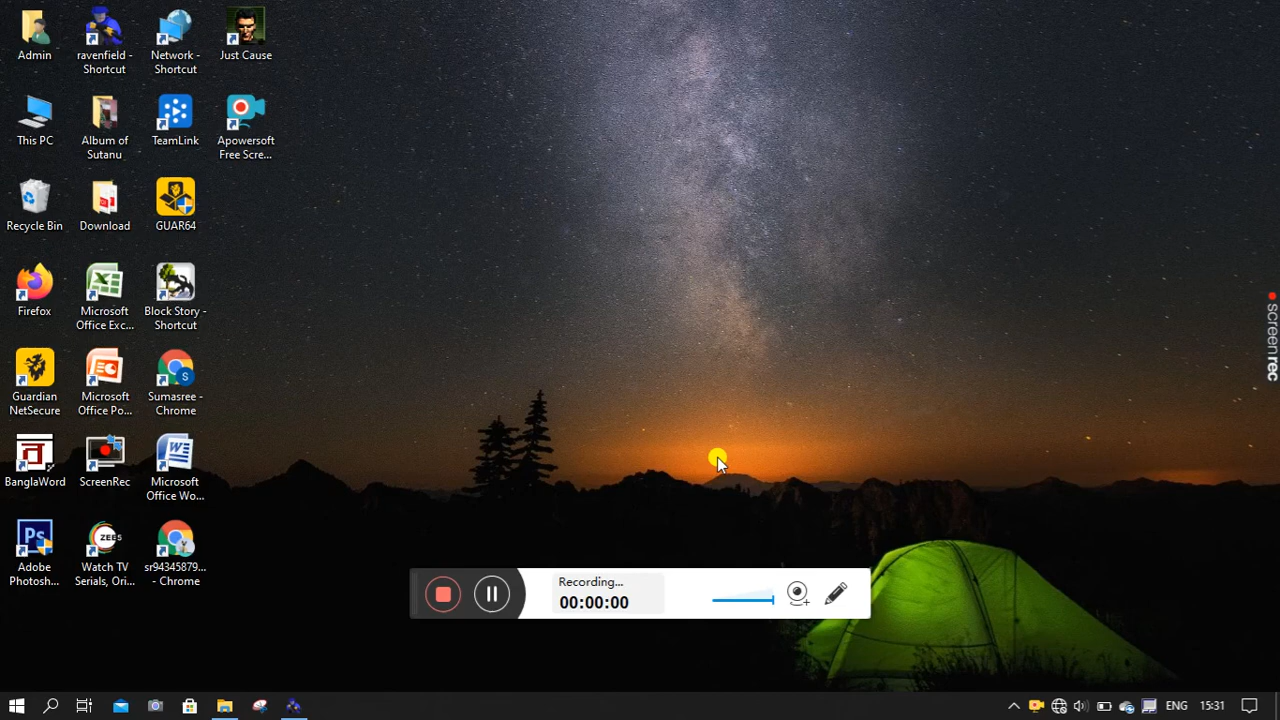 Admin
ravenfield -
Shortcut
Network -
Shortcut
Just Cause
This PC
Album of
Sutanu
TeamLink
Apowersoft
Free Scre...
Recycle Bin
Download
GUAR64
Firefox
Microsoft
Office Exc...
Block Story -
Shortcut
Guardian
NetSecure
Microsoft
Office Po...
S
Sumasree -
Chrome
BanglaWord
ScreenRec
W
Microsoft
Office Wo...
Ps
Adobe
Photosh...
ZEE5
Watch TV
Serials, Ori...
sr94345879...
- Chrome
Recording...
00:00:00
screenrec
ENG
15:31